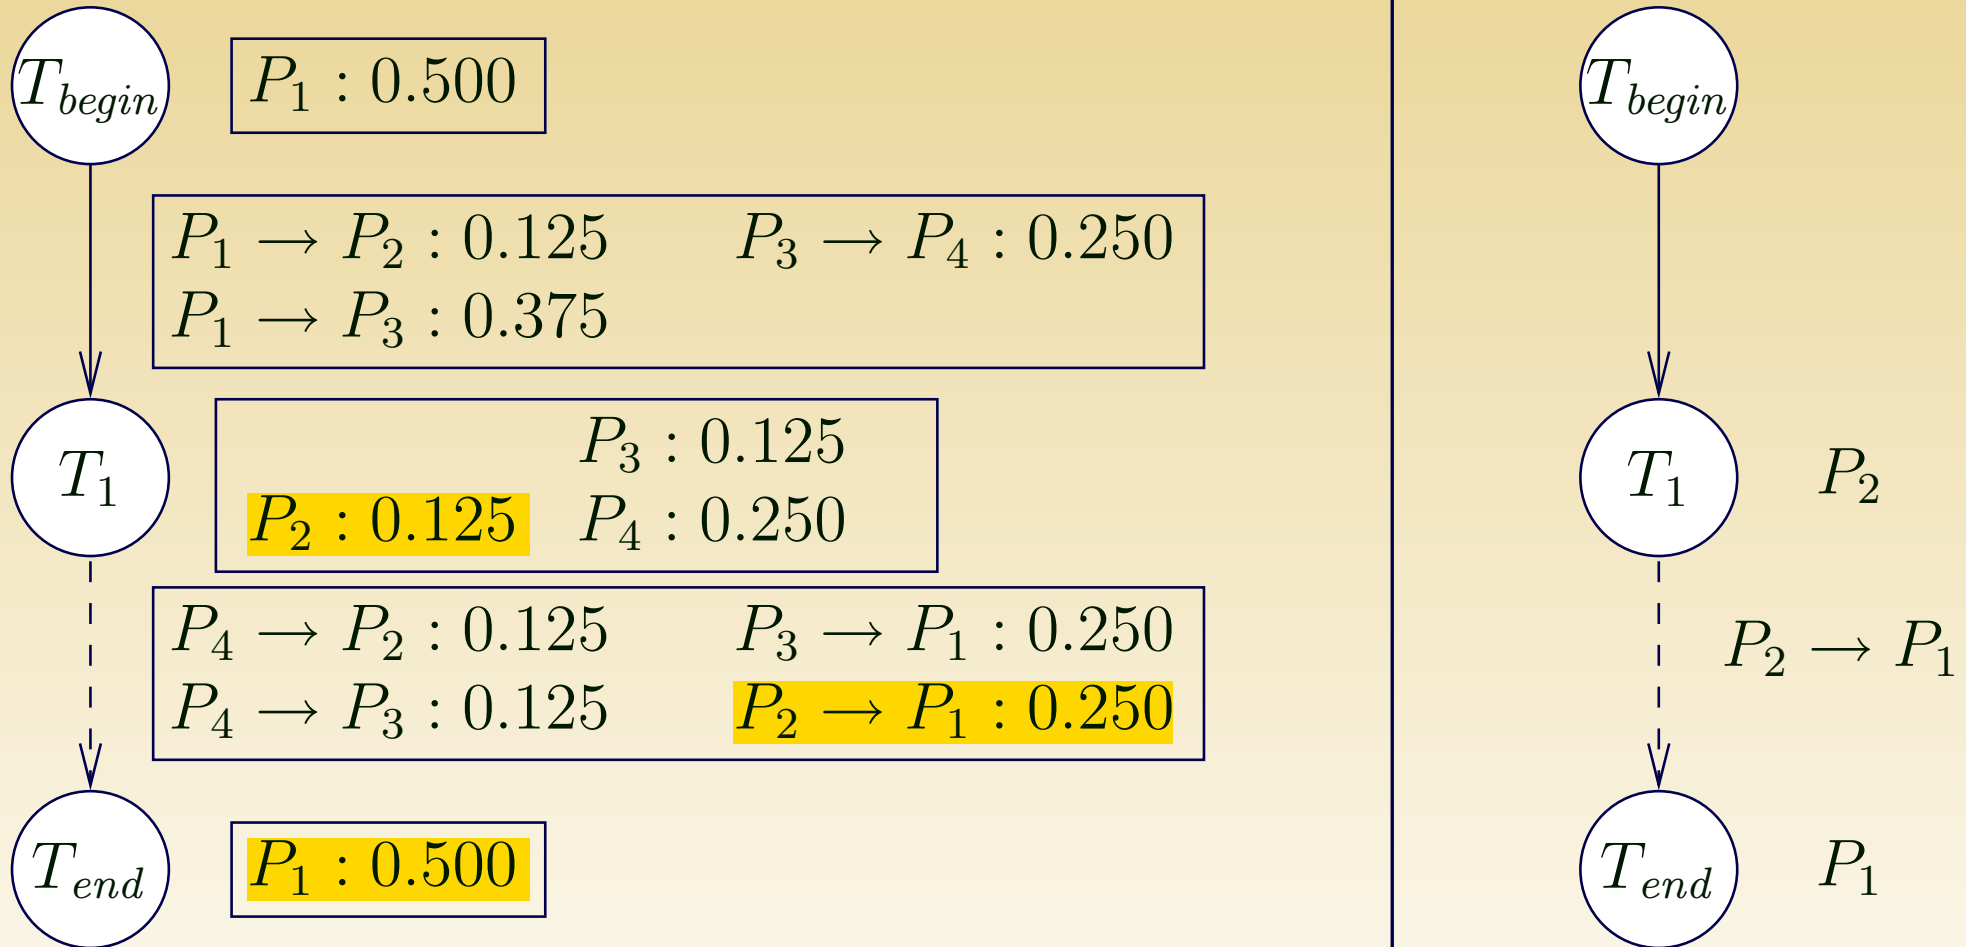 T_begin P_1 : 0.500 T_begin
P_1 → P_2 : 0.125 P_3 → P_4 : 0.250
P_1 → P_3 : 0.375
P_3 : 0.125
T_1 P_2 : 0.125 P_4 : 0.250 T_1 P_2
P_4 → P_2 : 0.125 P_3 → P_1 : 0.250 P_2 → P_1
P_4 → P_3 : 0.125 P_2 → P_1 : 0.250
T_end P_1 : 0.500 T_end P_1